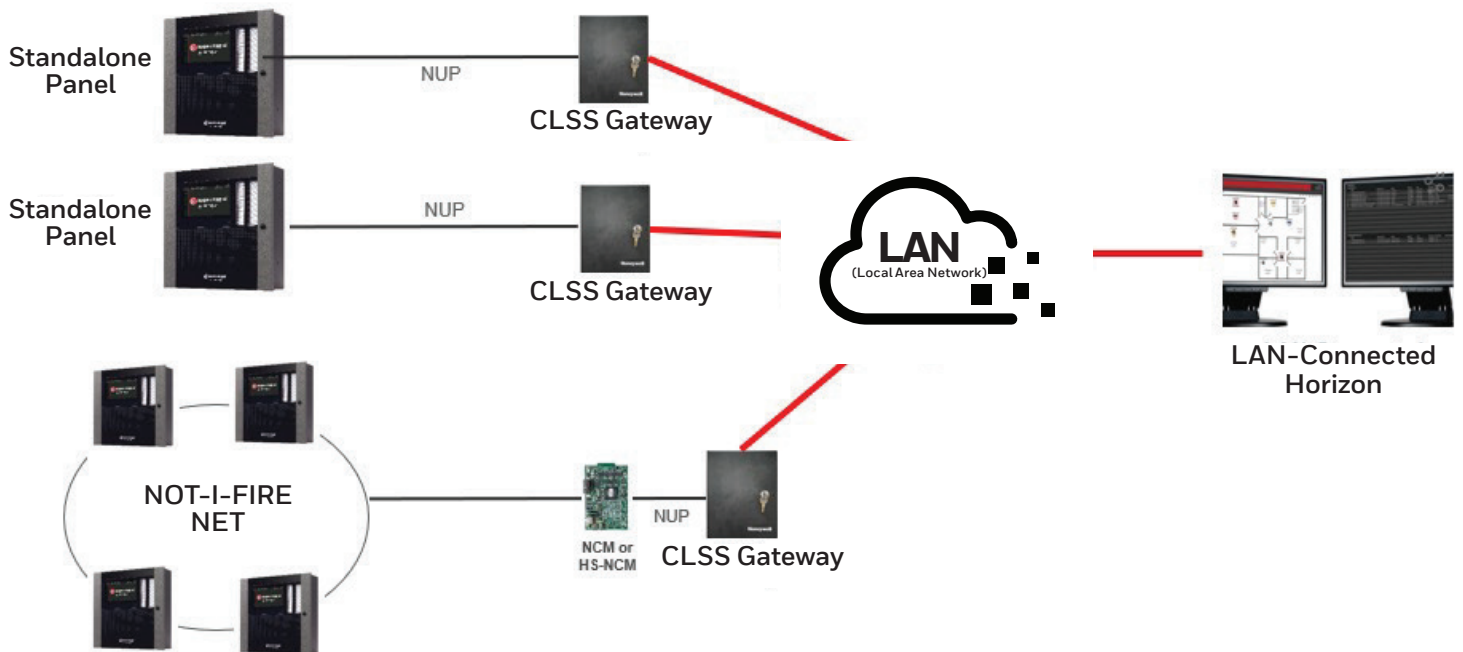 Standalone
Panel
NUP
CLSS Gateway
Standalone
Panel
NUP
CLSS Gateway
LAN
(Local Area Network)
LAN-Connected
Horizon
NOT-I-FIRE
NET
NCM or
HS-NCM
NUP
CLSS Gateway